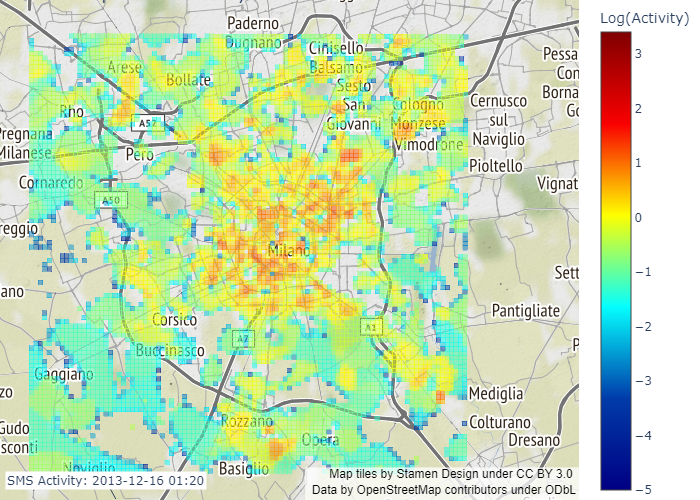 Log(Activity)
Paderno
Dugnano
Cinisello
Balsamo
Arese
Bollate
Sesto
San
Giovanni
Cologno
Monzese
Pessa
Con
Borna
Go
Cernusco
sul
Naviglio
Rho
A52
Pregnana
Milanese
Pero
Vimodrone
Pioltello
Cornaredo
A50
Vignat
reggio
Milano
Sett
ano
Pantigliate
Corsico
A1
A7
Buccinasco
P
Gaggiano
zo
Mediglia
Rozzano
Colturano
Gudo
sconti
Opera
Dresano
Noviglio
Basiglio
3
2
1
0
−1
−2
−3
−4
−5
SMS Activity: 2013-12-16 01:20
Map tiles by Stamen Design under CC BY 3.0
Data by OpenStreetMap contributors under ODbL